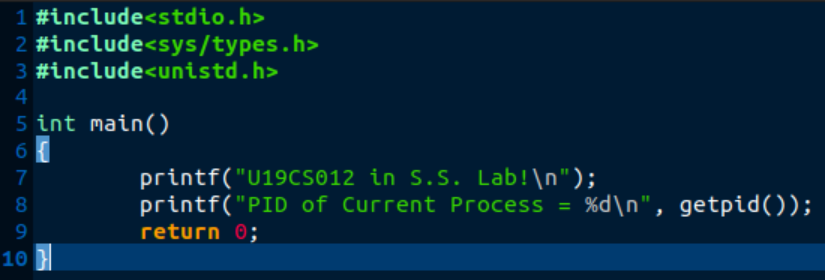 1 #include<stdio.h>
2 #include<sys/types.h>
3 #include<unistd.h>
4
5 int main()
6 {
7         printf("U19CS012 in S.S. Lab!\n");
8         printf("PID of Current Process = %d\n", getpid());
9         return 0;
10 }